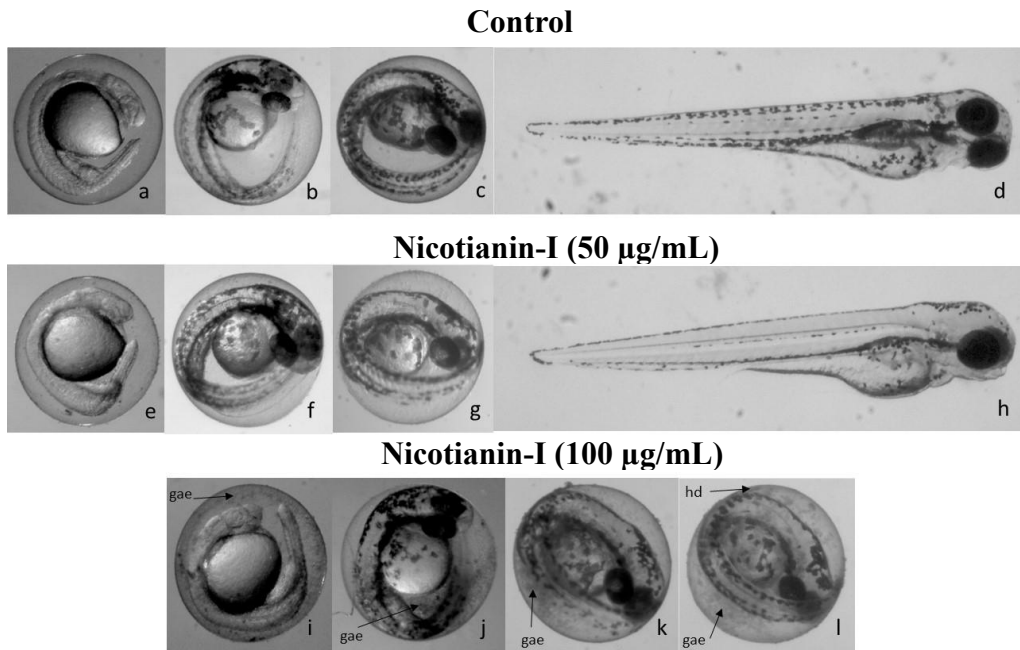 Control
a
b
c
d
Nicotianin-I (50 µg/mL)
e
f
g
h
Nicotianin-I (100 µg/mL)
gae
i
gae
j
gae
k
hd
gae
l